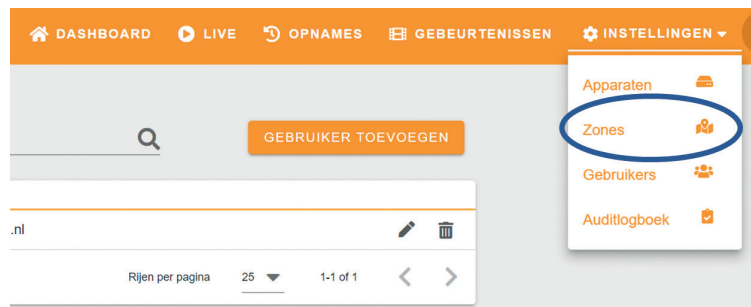 DASHBOARD LIVE OPNAMES GEBEURTENISSEN INSTELLINGEN
Apparaten
Zones
GEBRUIKER TOEVOEGEN
Gebruikers
Auditlogboek
.nl
Rijen per pagina 25 1-1 of 1